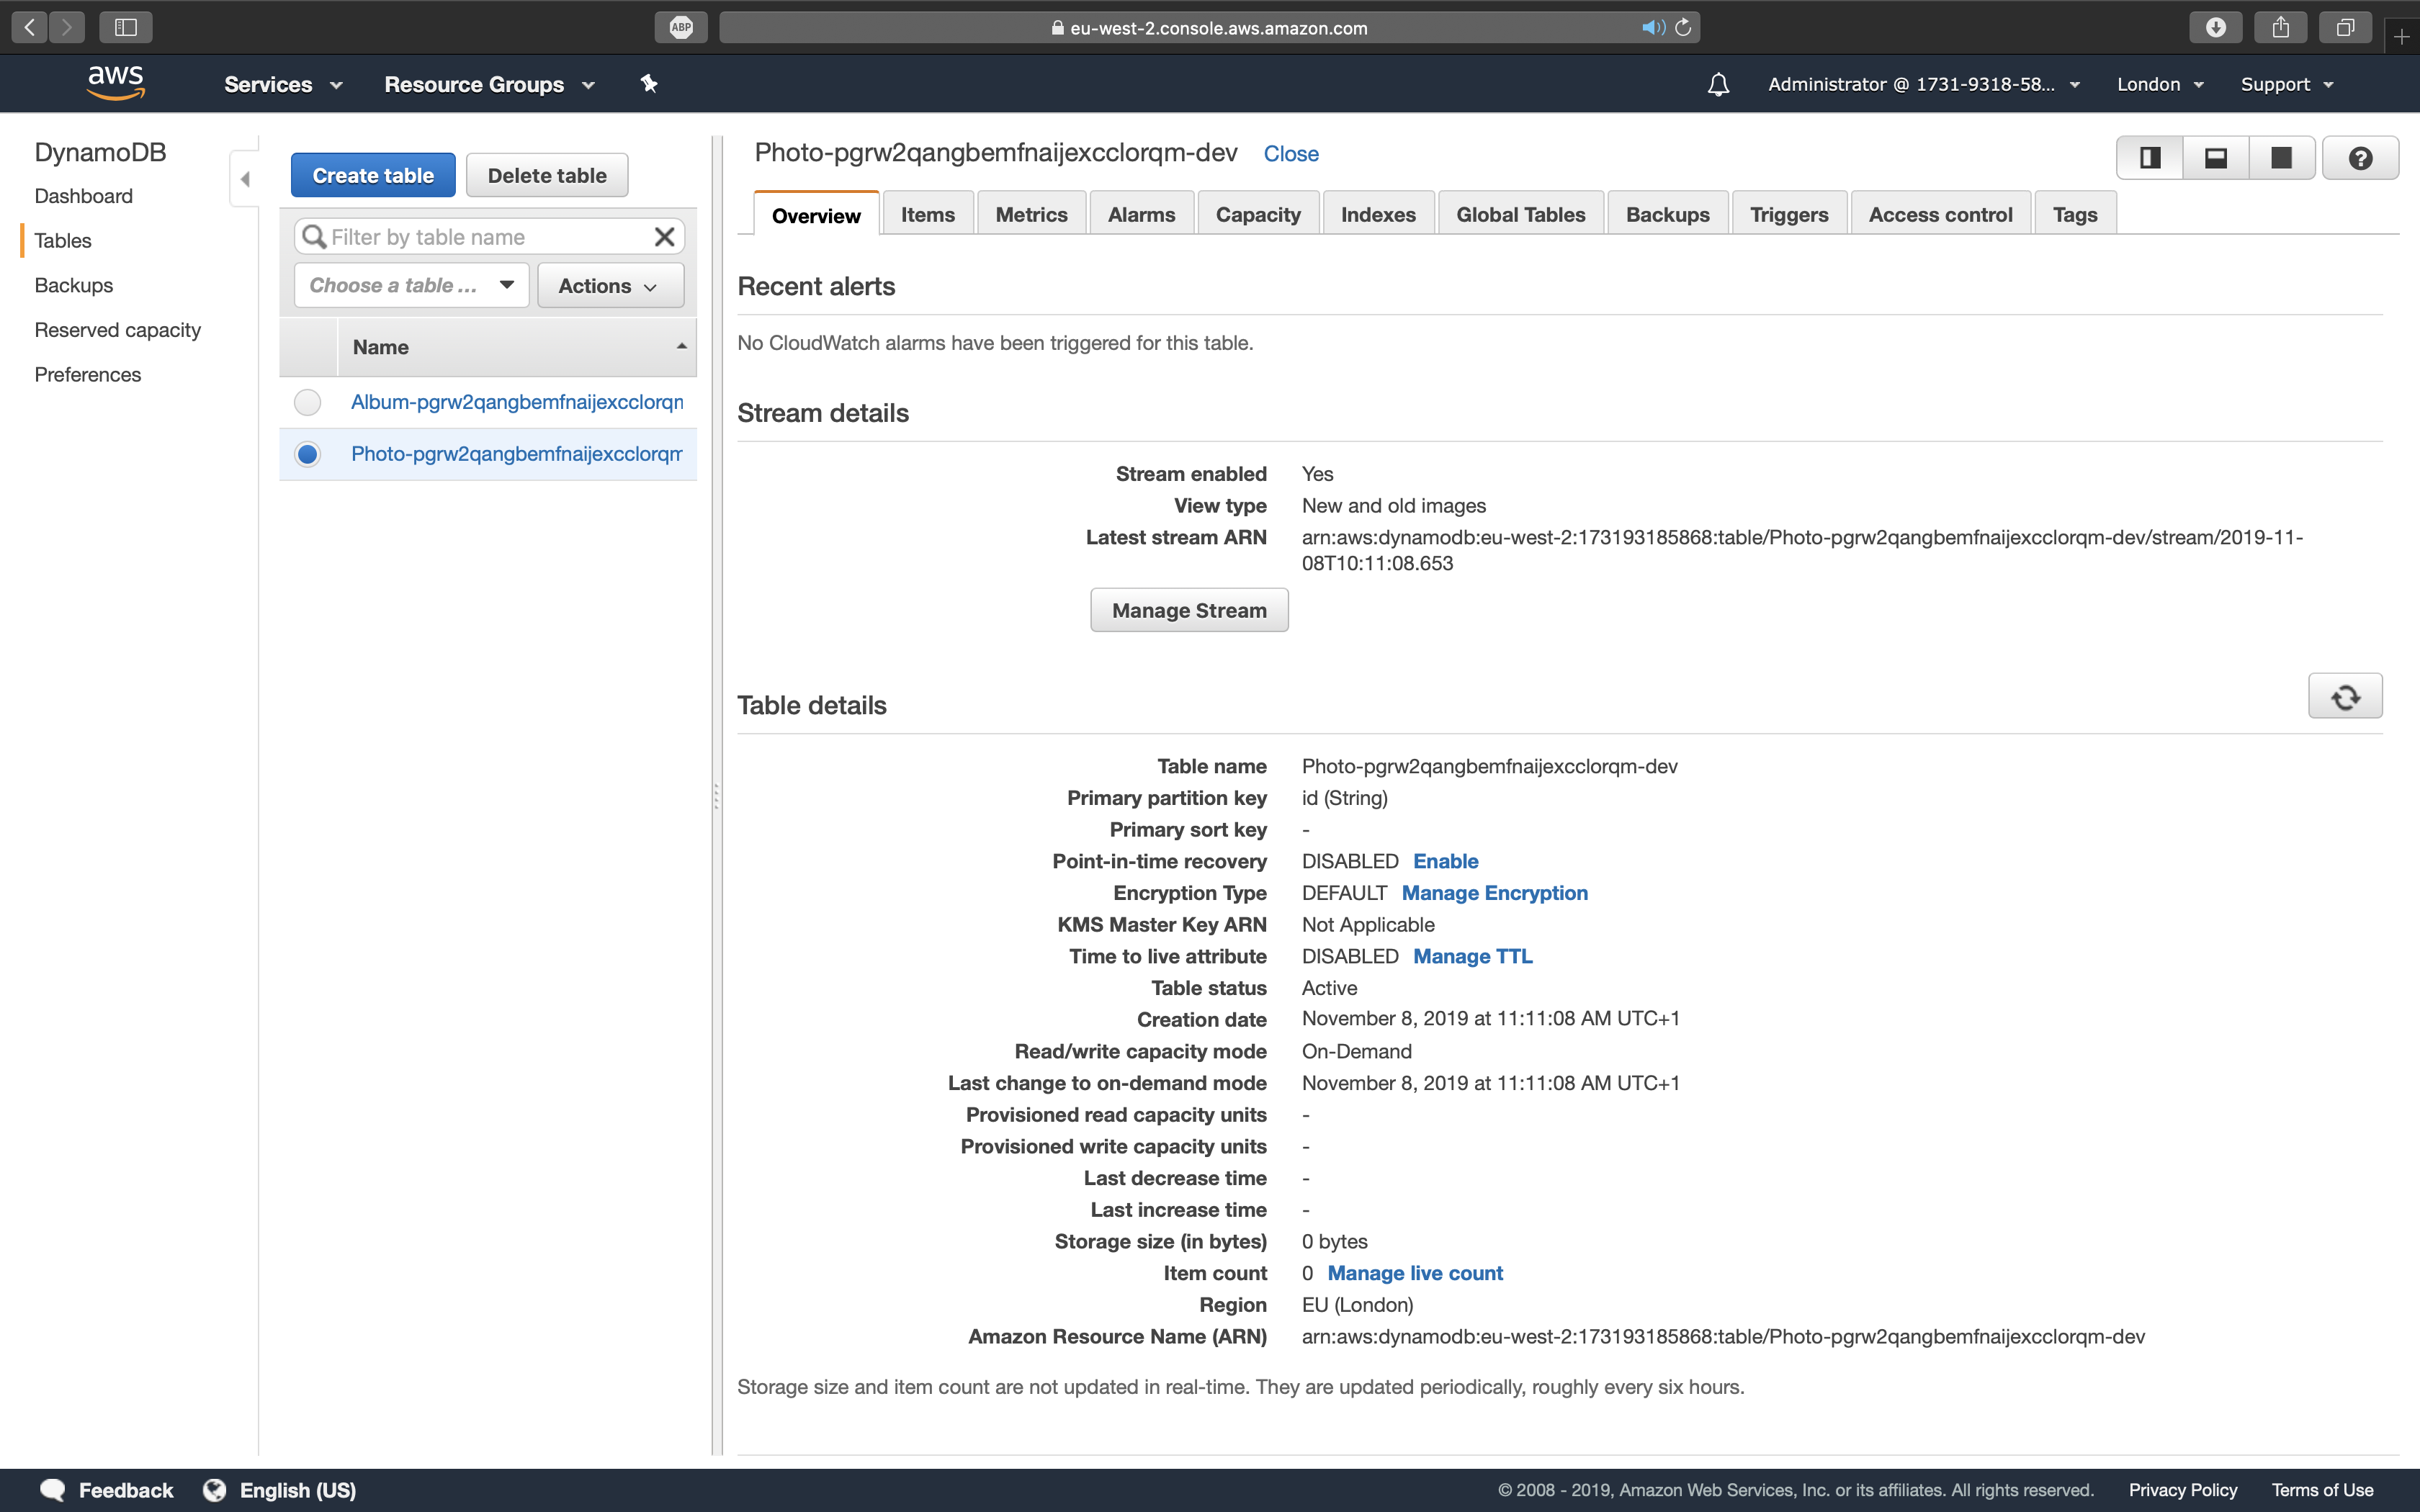 ABP
eu-west-2.console.aws.amazon.com
aws
Services
Resource Groups
Administrator @ 1731-9318-58...
London
Support
DynamoDB
Dashboard
Tables
Backups
Reserved capacity
Preferences
Create table
Delete table
Filter by table name
Choose a table ...
Actions
Name
Album-pgrw2qangbemfnaijexcclorqn
Photo-pgrw2qangbemfnaijexcclorqm
Photo-pgrw2qangbemfnaijexcclorqm-dev Close
Overview Items Metrics Alarms Capacity Indexes Global Tables Backups Triggers Access control Tags
Recent alerts
No CloudWatch alarms have been triggered for this table.
Stream details
Stream enabled Yes
View type New and old images
Latest stream ARN arn:aws:dynamodb:eu-west-2:173193185868:table/Photo-pgrw2qangbemfnaijexcclorqm-dev/stream/2019-11-
08T10:11:08.653
Manage Stream
Table details
Table name Photo-pgrw2qangbemfnaijexcclorqm-dev
Primary partition key id (String)
Primary sort key -
Point-in-time recovery DISABLED Enable
Encryption Type DEFAULT Manage Encryption
KMS Master Key ARN Not Applicable
Time to live attribute DISABLED Manage TTL
Table status Active
Creation date November 8, 2019 at 11:11:08 AM UTC+1
Read/write capacity mode On-Demand
Last change to on-demand mode November 8, 2019 at 11:11:08 AM UTC+1
Provisioned read capacity units -
Provisioned write capacity units -
Last decrease time -
Last increase time -
Storage size (in bytes) 0 bytes
Item count 0 Manage live count
Region EU (London)
Amazon Resource Name (ARN) arn:aws:dynamodb:eu-west-2:173193185868:table/Photo-pgrw2qangbemfnaijexcclorqm-dev
Storage size and item count are not updated in real-time. They are updated periodically, roughly every six hours.
Feedback
English (US)
© 2008 - 2019, Amazon Web Services, Inc. or its affiliates. All rights reserved.
Privacy Policy
Terms of Use